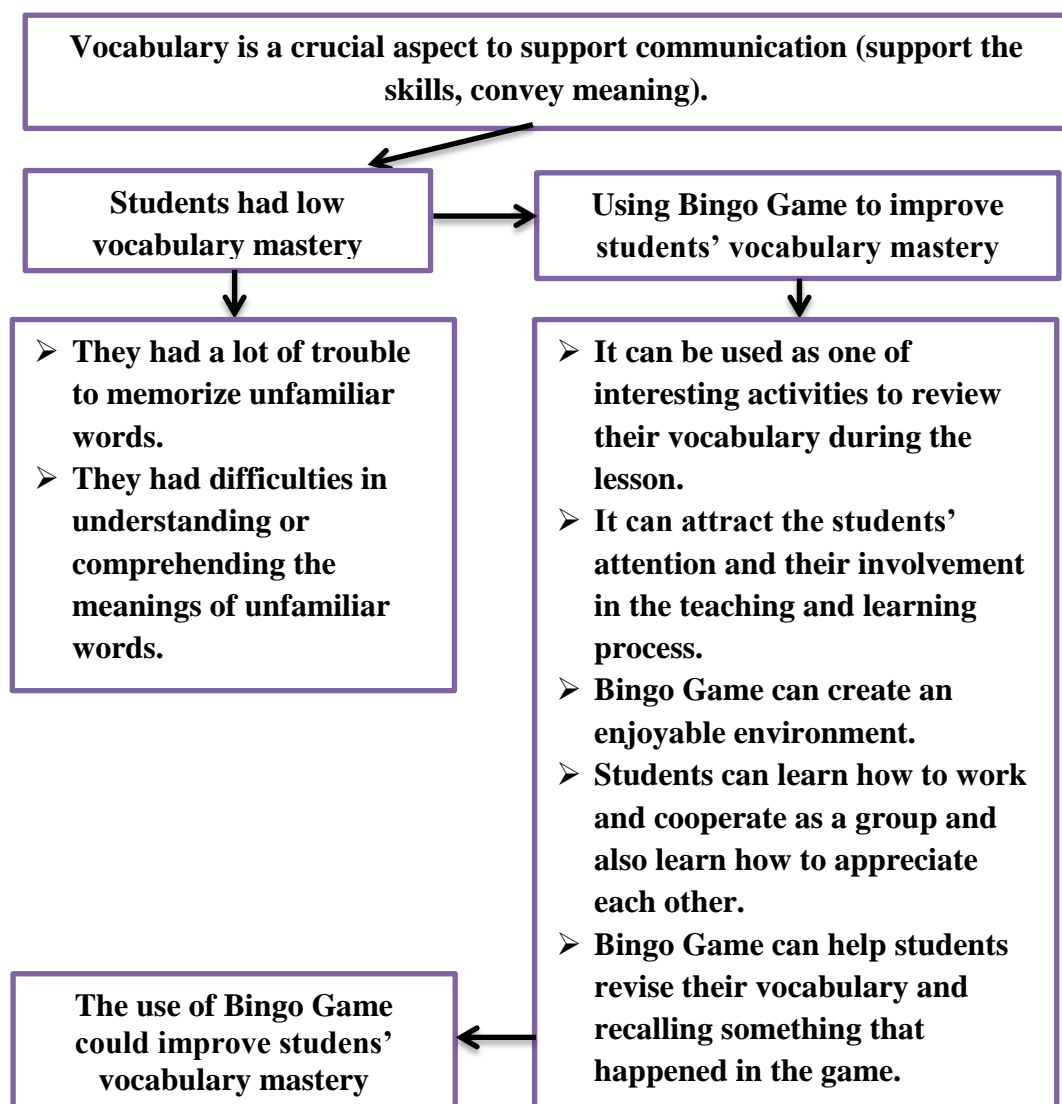 Vocabulary is a crucial aspect to support communication (support the
skills, convey meaning).
Students had low
vocabulary mastery
Using Bingo Game to improve
students’ vocabulary mastery
➢ They had a lot of trouble
to memorize unfamiliar
words.
➢ They had difficulties in
understanding or
comprehending the
meanings of unfamiliar
words.
➢ It can be used as one of
interesting activities to review
their vocabulary during the
lesson.
➢ It can attract the students’
attention and their involvement
in the teaching and learning
process.
➢ Bingo Game can create an
enjoyable environment.
➢ Students can learn how to work
and cooperate as a group and
also learn how to appreciate
each other.
➢ Bingo Game can help students
revise their vocabulary and
recalling something that
happened in the game.
The use of Bingo Game
could improve studens’
vocabulary mastery